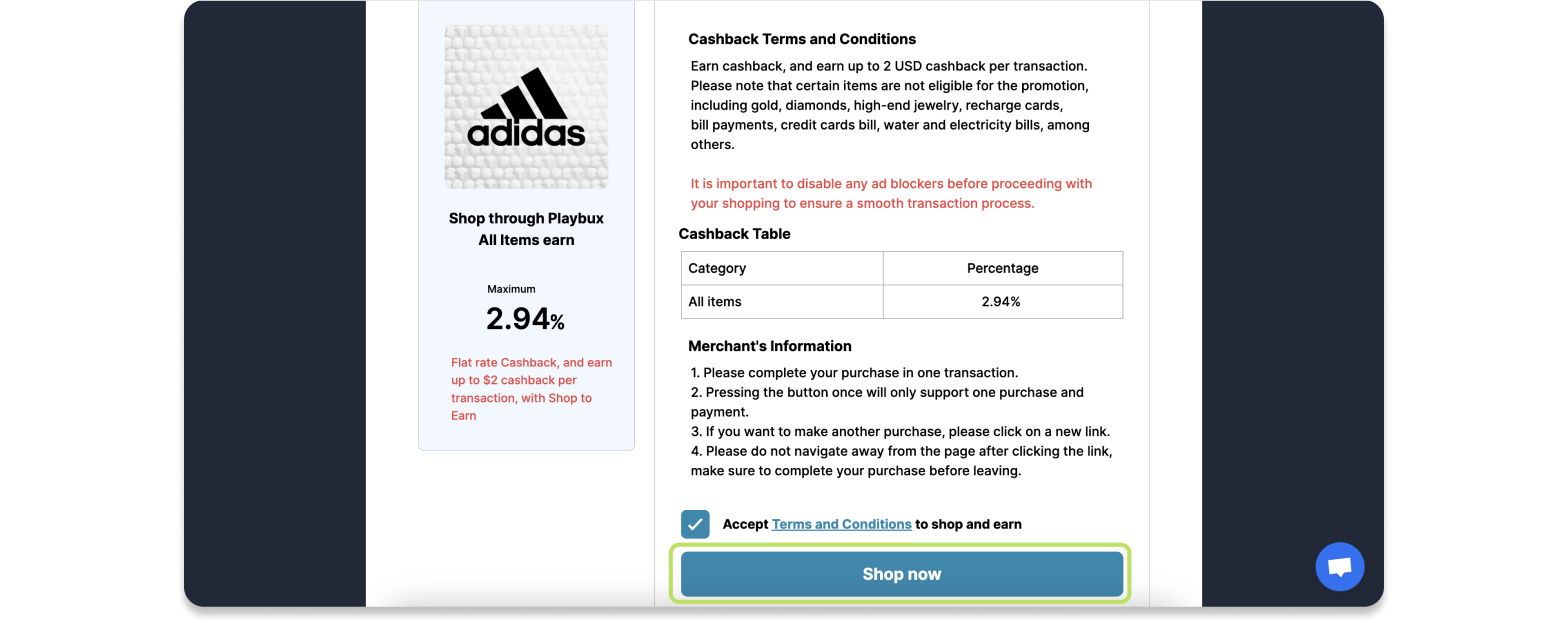 adidas
Shop through Playbux
All Items earn
Maximum
2.94%
Flat rate Cashback, and earn
up to $2 cashback per
transaction, with Shop to
Earn
Cashback Terms and Conditions
Earn cashback, and earn up to 2 USD cashback per transaction.
Please note that certain items are not eligible for the promotion,
including gold, diamonds, high-end jewelry, recharge cards,
bill payments, credit cards bill, water and electricity bills, among
others.
It is important to disable any ad blockers before proceeding with
your shopping to ensure a smooth transaction process.
Cashback Table
Category Percentage
All items 2.94%
Merchant's Information
1. Please complete your purchase in one transaction.
2. Pressing the button once will only support one purchase and
payment.
3. If you want to make another purchase, please click on a new link.
4. Please do not navigate away from the page after clicking the link,
make sure to complete your purchase before leaving.
Accept Terms and Conditions to shop and earn
Shop now